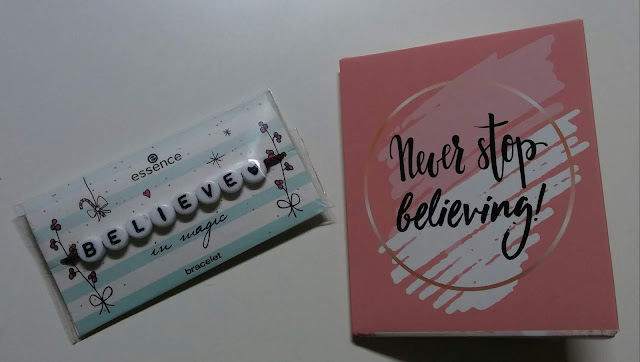 essence
BELIEVE♥
in magic
bracelet
Never stop
believing!